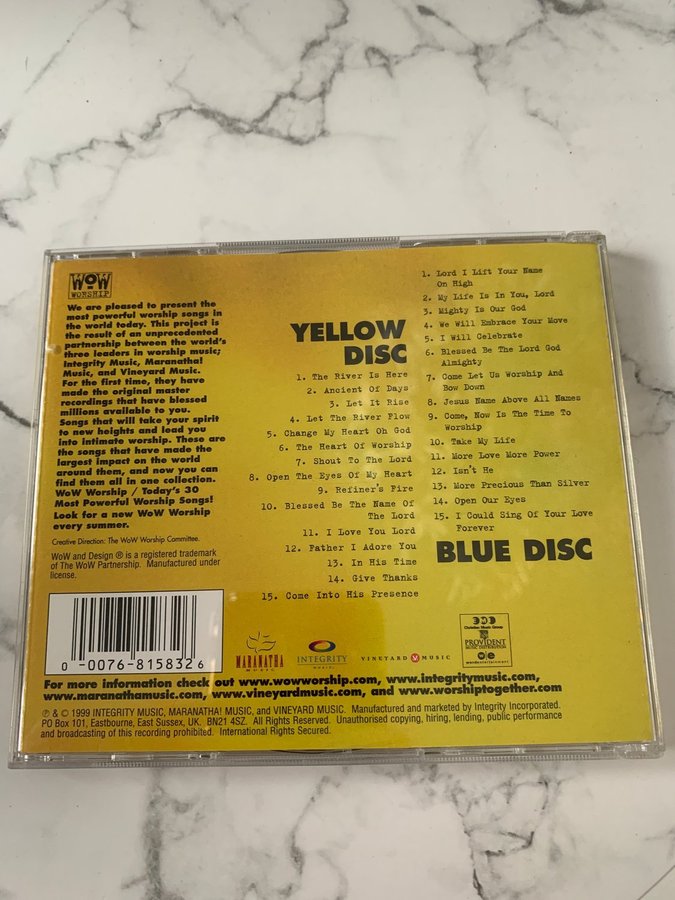 WOW
WORSHIP
We are pleased to present the
most powerful worship songs in
the world today. This project is
the result of an unprecedented
partnership between the world's
three leaders in worship music;
Integrity Music, Maranatha!
Music, and Vineyard Music.
For the first time, they have
made the original master
recordings that have blessed
millions available to you.
Songs that will take your spirit
to new heights and lead you
into intimate worship. These are
the songs that have made the
largest impact on the world
around them, and now you can
find them all in one collection.
WoW Worship / Today's 30
Most Powerful Worship Songs!
Look for a new WoW Worship
every summer.
Creative Direction: The WoW Worship Committee.
WoW and Design ® is a registered trademark
of The WoW Partnership. Manufactured under
license.
YELLOW
DISC
1. The River Is Here
2. Ancient Of Days
3. Let It Rise
4. Let The River Flow
5. Change My Heart Oh God
6. The Heart Of Worship
7. Shout To The Lord
8. Open The Eyes Of My Heart
9. Refiner's Fire
10. Blessed Be The Name Of
The Lord
11. I Love You Lord
12. Father I Adore You
13. In His Time
14. Give Thanks
15. Come Into His Presence
1. Lord I Lift Your Name
On High
2. My Life Is In You, Lord
3. Mighty Is Our God
4. We Will Embrace Your Move
5. I Will Celebrate
6. Blessed Be The Lord God
Almighty
7. Come Let Us Worship And
Bow Down
8. Jesus Name Above All Names
9. Come, Now Is The Time To
Worship
10. Take My Life
11. More Love More Power
12. Isn't He
13. More Precious Than Silver
14. Open Our Eyes
15. I Could Sing Of Your Love
Forever
BLUE DISC
0 -0076-81583 2 6
MARANATHA
MUSIC
INTEGRITY
MUSIC
VINEYARD MUSIC
Christian Music Group
PROVIDENT
MUSIC DISTRIBUTION
word entertainment
For more information check out www.wowworship.com, www.integritymusic.com,
www.maranathamusic.com, www.vineyardmusic.com, and www.worshiptogether.com
℗ & © 1999 INTEGRITY MUSIC, MARANATHA! MUSIC, and VINEYARD MUSIC. Manufactured and marketed by Integrity Incorporated.
PO Box 101, Eastbourne, East Sussex, UK. BN21 4SZ. All Rights Reserved. Unauthorised copying, hiring, lending, public performance
and broadcasting of this recording prohibited. International Rights Secured.